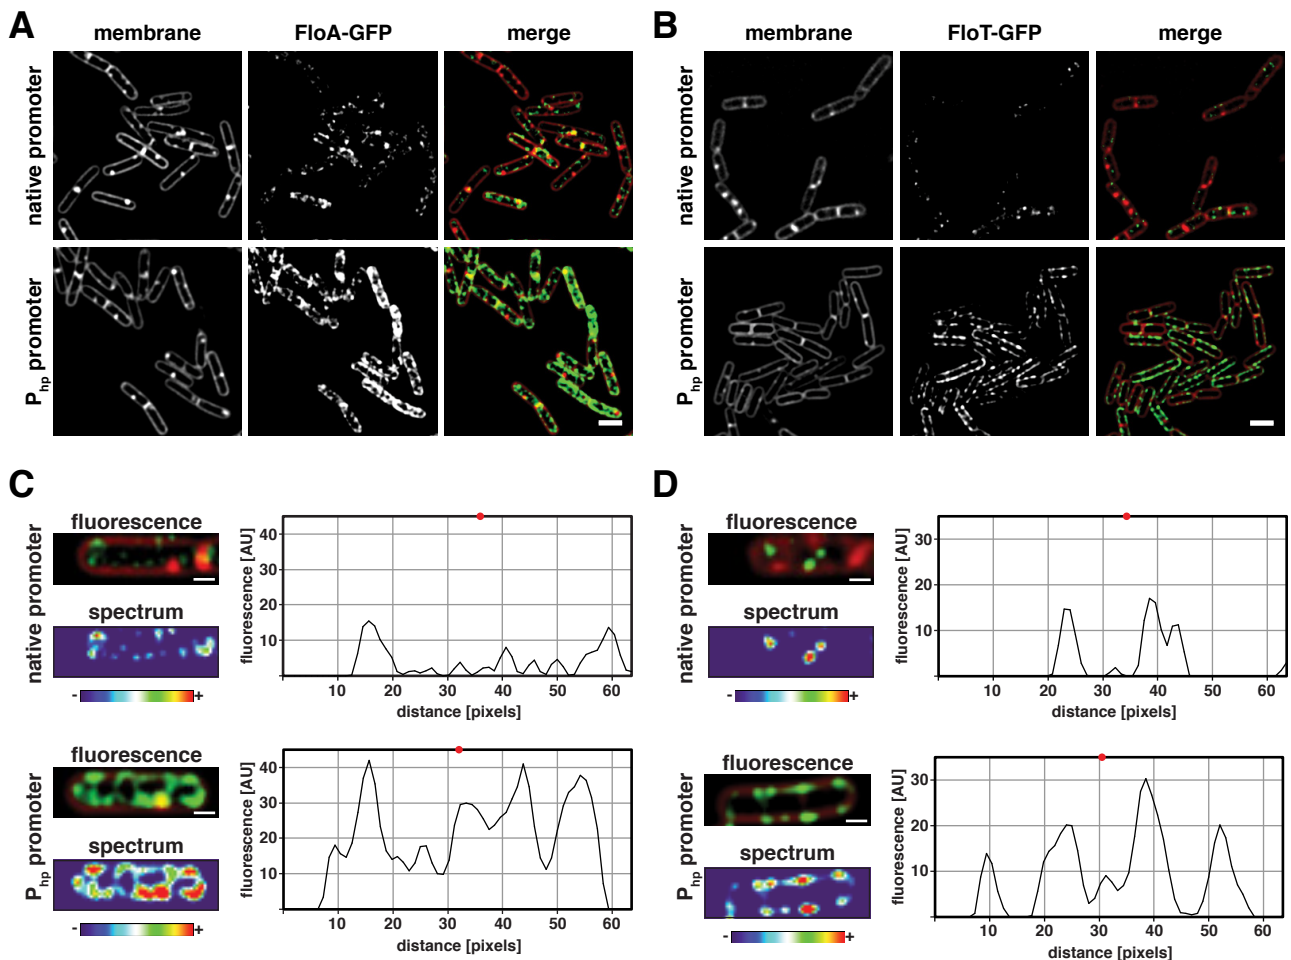 A
membrane
FloA-GFP
merge
native promoter
Php promoter
B
membrane
FloT-GFP
merge
native promoter
Php promoter
C
native promoter
fluorescence
spectrum
- +
fluorescence [AU]
40
30
20
10
10 20 30 40 50 60
distance [pixels]
Php promoter
fluorescence
spectrum
- +
fluorescence [AU]
40
30
20
10
10 20 30 40 50 60
distance [pixels]
D
native promoter
fluorescence
spectrum
- +
fluorescence [AU]
30
20
10
10 20 30 40 50 60
distance [pixels]
Php promoter
fluorescence
spectrum
- +
fluorescence [AU]
30
20
10
10 20 30 40 50 60
distance [pixels]